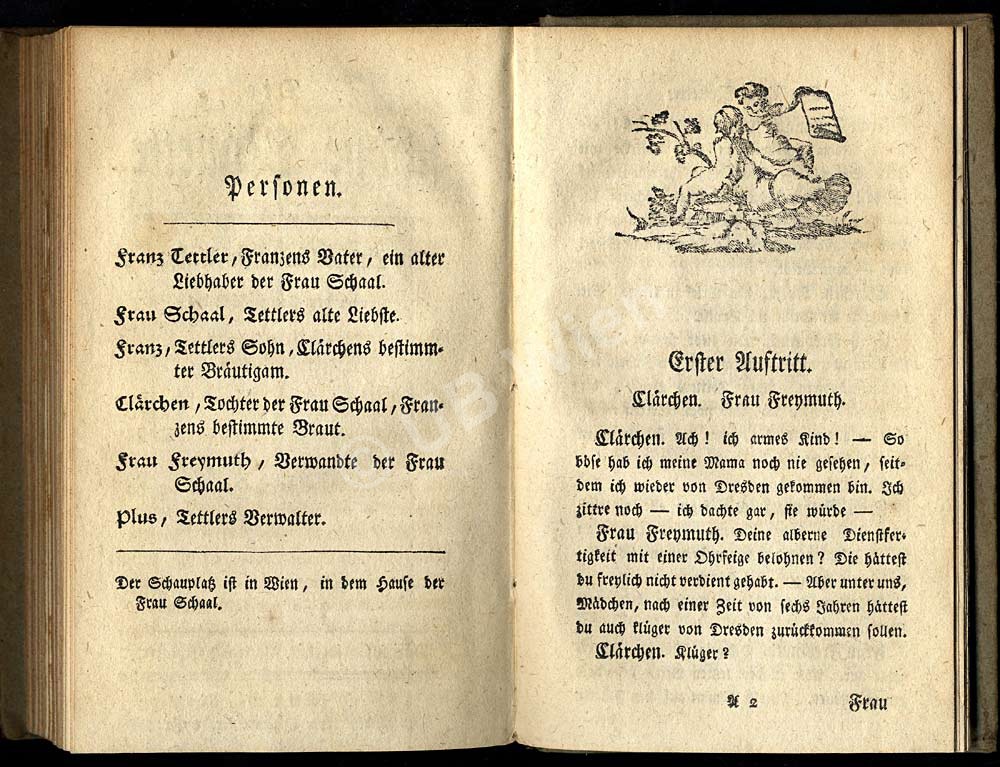 Personen.
Franz Tettler, Franzens Vater, ein alter
Liebhaber der Frau Schaal.
Frau Schaal, Tettlers alte Liebste.
Franz, Tettlers Sohn, Clärchens bestimm-
ter Bräutigam.
Clärchen, Tochter der Frau Schaal, Fran-
zens bestimmte Braut.
Frau Freymuth, Verwandte der Frau
Schaal.
Plus, Tettlers Verwalter.
Der Schauplatz ist in Wien, in dem Hause der
Frau Schaal.
Erster Auftritt.
Clärchen. Frau Freymuth.
Clärchen. Ach! ich armes Kind! — So
böse hab ich meine Mama noch nie gesehen, seit-
dem ich wieder von Dresden gekommen bin. Ich
zittre noch — ich dachte gar, sie würde —
Frau Freymuth. Deine alberne Dienstfer-
tigkeit mit einer Ohrfeige belohnen? Die hättest
du freylich nicht verdient gehabt. — Aber unter uns,
Mädchen, nach einer Zeit von sechs Jahren hättest
du auch klüger von Dresden zurückkommen sollen.
Clärchen. Klüger?
A 2 Frau
© UB Wien